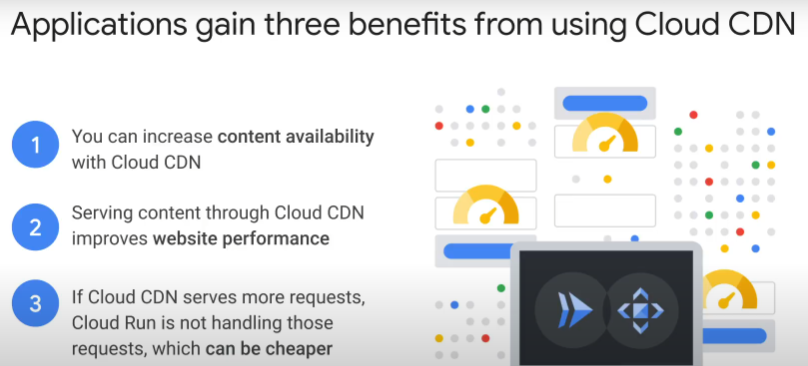 Applications gain three benefits from using Cloud CDN
1
You can increase content availability
with Cloud CDN
2
Serving content through Cloud CDN
improves website performance
3
If Cloud CDN serves more requests,
Cloud Run is not handling those
requests, which can be cheaper